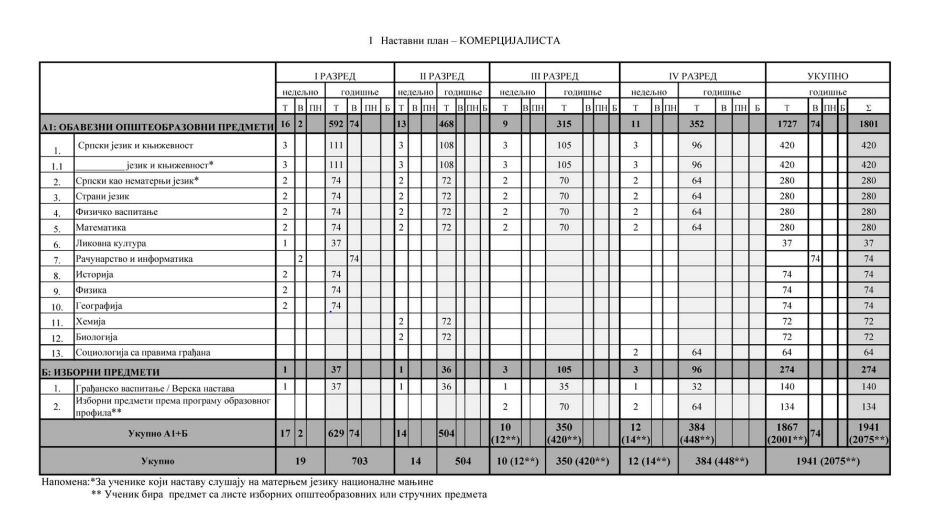 I Наставни план – КОМЕРЦИЈАЛИСТА
I РАЗРЕД II РАЗРЕД III РАЗРЕД IV РАЗРЕД УКУПНО
недељно годишње недељно годишње недељно годишње недељно годишње годишње
Т В ПН Т В ПН Б Т В ПН Т В ПН Б Т В ПН Т В ПН Б Т В ПН Т В ПН Б Т В ПН Б Σ
А1: ОБАВЕЗНИ ОПШТЕОБРАЗОВНИ ПРЕДМЕТИ 16 2 592 74 13 468 9 315 11 352 1727 74 1801
1. Српски језик и књижевност 3 111 3 108 3 105 3 96 420 420
1.1 ___________ језик и књижевност* 3 111 3 108 3 105 3 96 420 420
2. Српски као нематерњи језик* 2 74 2 72 2 70 2 64 280 280
3. Страни језик 2 74 2 72 2 70 2 64 280 280
4. Физичко васпитање 2 74 2 72 2 70 2 64 280 280
5. Математика 2 74 2 72 2 70 2 64 280 280
6. Ликовна култура 1 37 37 37
7. Рачунарство и информатика 2 74 74 74
8. Историја 2 74 74 74
9. Физика 2 74 74 74
10. Географија 2 74 74 74
11. Хемија 2 72 72 72
12. Биологија 2 72 72 72
13. Социологија са правима грађана 2 64 64 64
Б: ИЗБОРНИ ПРЕДМЕТИ 1 37 1 36 3 105 3 96 274 274
1. Грађанско васпитање / Верска настава 1 37 1 36 1 35 1 32 140 140
2. Изборни предмети према програму образовног
профила** 2 70 2 64 134 134
Укупно А1+Б 17 2 629 74 14 504 10 350 12 384 1867 74 1941
(12**) (420**) (14**) (448**) (2001**) (2075**)
Укупно 19 703 14 504 10 (12**) 350 (420**) 12 (14**) 384 (448**) 1941 (2075**)
Напомена:*За ученике који наставу слушају на матерњем језику националне мањине
** Ученик бира предмет са листе изборних општеобразовних или стручних предмета